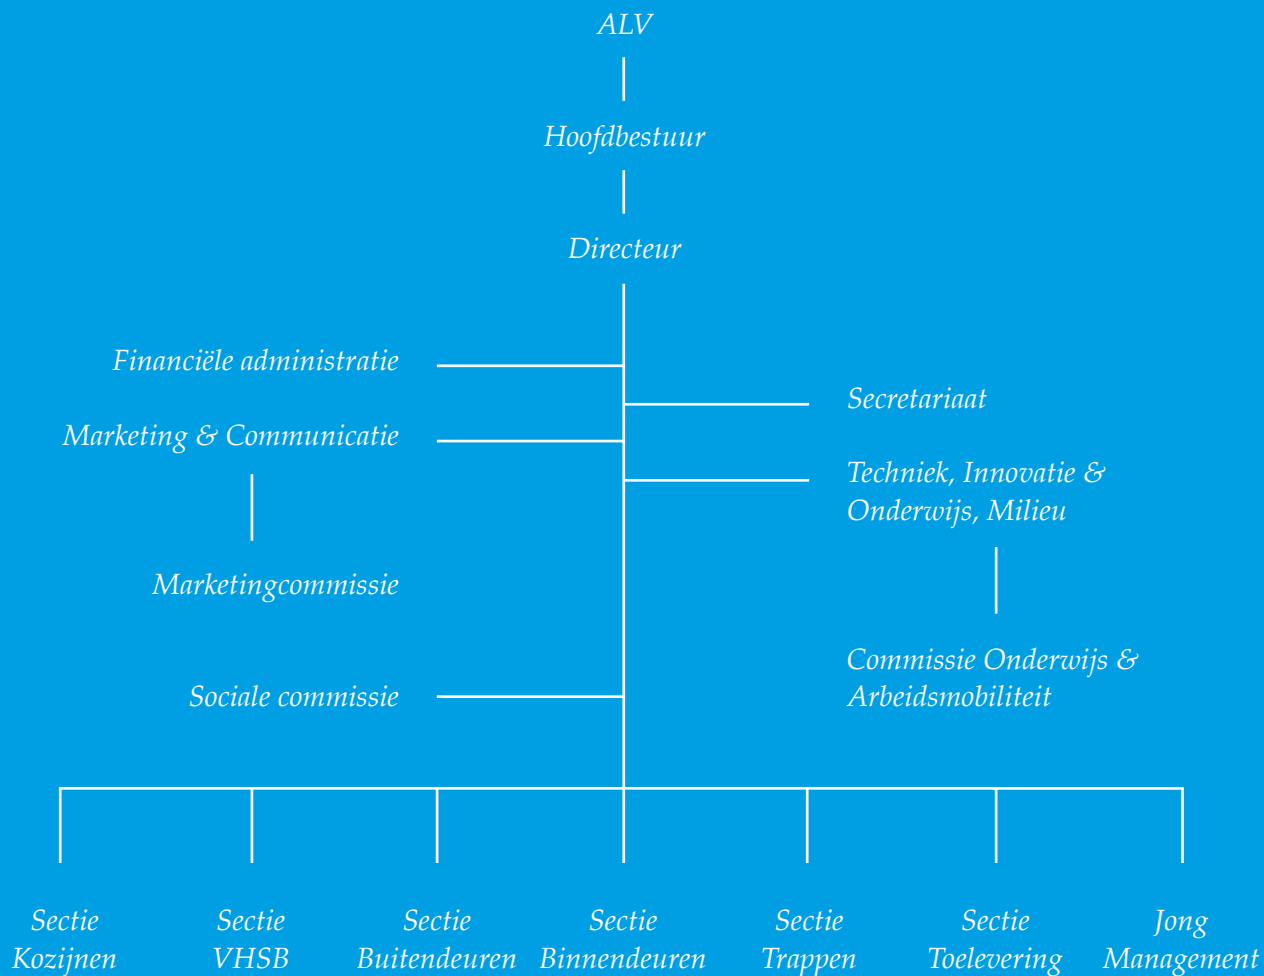 ALV
Hoofdbestuur
Directeur
Financiële administratie
Secretariaat
Marketing & Communicatie
Techniek, Innovatie &
Onderwijs, Milieu
Marketingcommissie
Commissie Onderwijs &
Arbeidsmobiliteit
Sociale commissie
Sectie
Kozijnen
Sectie
VHSB
Sectie
Buitendeuren
Sectie
Binnendeuren
Sectie
Trappen
Sectie
Toelevering
Jong
Management